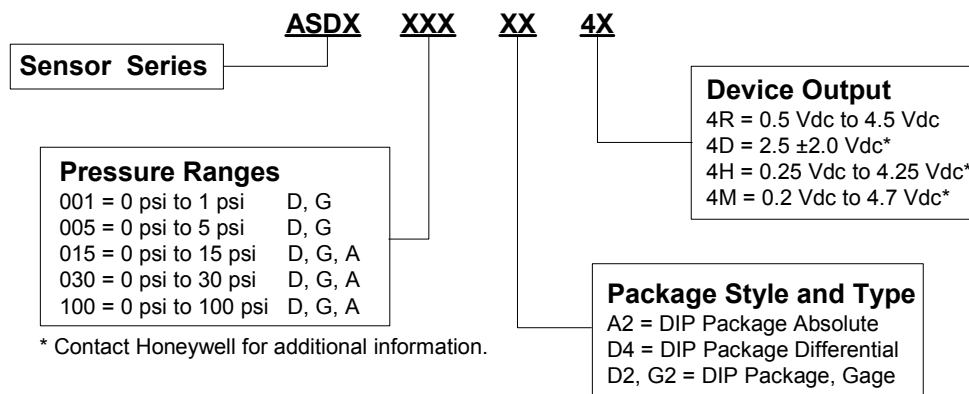 ASDX XXX XX 4X
Sensor Series
Device Output
4R = 0.5 Vdc to 4.5 Vdc
4D = 2.5 ±2.0 Vdc*
4H = 0.25 Vdc to 4.25 Vdc*
4M = 0.2 Vdc to 4.7 Vdc*
Pressure Ranges
001 = 0 psi to 1 psi D, G
005 = 0 psi to 5 psi D, G
015 = 0 psi to 15 psi D, G, A
030 = 0 psi to 30 psi D, G, A
100 = 0 psi to 100 psi D, G, A
* Contact Honeywell for additional information.
Package Style and Type
A2 = DIP Package Absolute
D4 = DIP Package Differential
D2, G2 = DIP Package, Gage